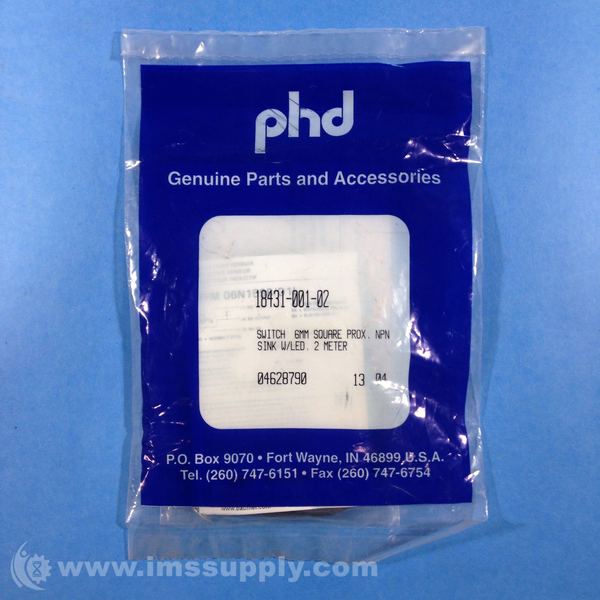 phd
Genuine Parts and Accessories
18431-001-02
SWITCH 6MM SQUARE PROX. NPN
SINK W/LED. 2 METER
04628790 13 04
P.O. Box 9070 • Fort Wayne, IN 46899 U.S.A.
Tel. (260) 747-6151 • Fax (260) 747-6754
www.imssupply.com